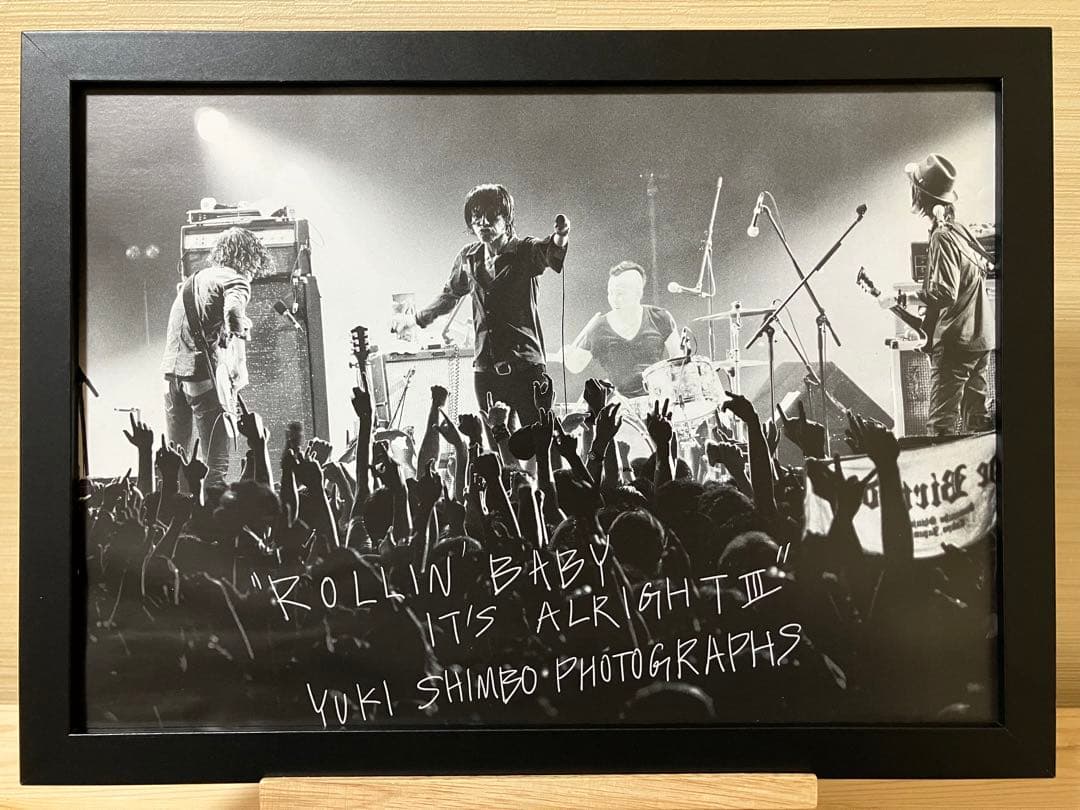 "ROLLIN' BABY
IT'S ALRIGHT III"
YUKI SHIMBO PHOTOGRAPHS